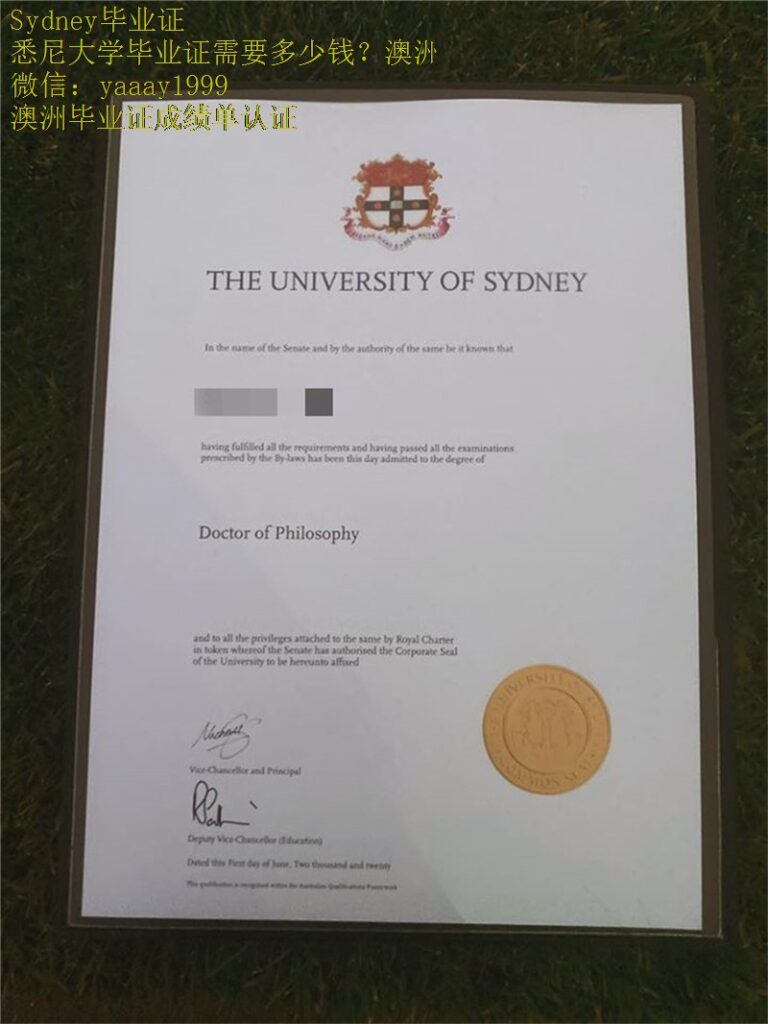 Sydney毕业证
悉尼大学毕业证需要多少钱？澳洲
微信：yaaay1999
澳洲毕业证成绩单认证
THE UNIVERSITY OF SYDNEY
In the name of the Senate and by the authority of the same be it known that
having fulfilled all the requirements and having passed all the examinations
prescribed by the By-laws has been this day admitted to the degree of
Doctor of Philosophy
and to all the privileges attached to the same by Royal Charter
in token whereof the Senate has authorised the Corporate Seal
of the University to be hereunto affixed
Vice-Chancellor and Principal
Deputy Vice-Chancellor (Education)
Dated this First day of June, Two thousand and twenty
This qualification is recognised within the Australian Qualifications Framework